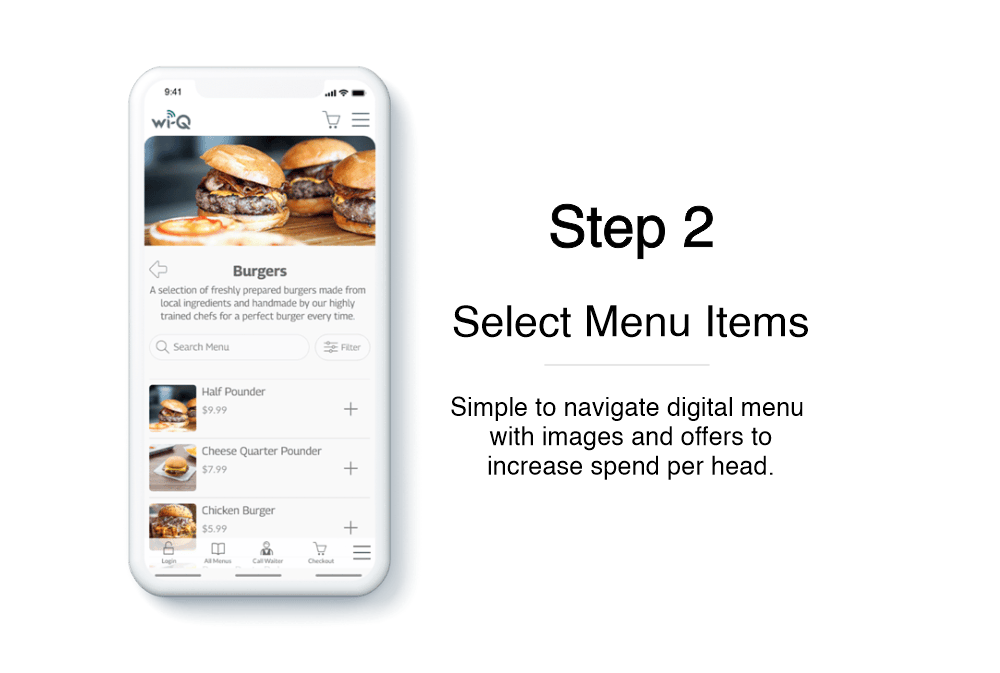 9:41
wi-Q
Burgers
A selection of freshly prepared burgers made from
local ingredients and handmade by our highly
trained chefs for a perfect burger every time.
Search Menu
Filter
Half Pounder
$9.99
Cheese Quarter Pounder
$7.99
Chicken Burger
$5.99
Login
All Menus
Call Waiter
Checkout
Step 2
Select Menu Items
Simple to navigate digital menu
with images and offers to
increase spend per head.